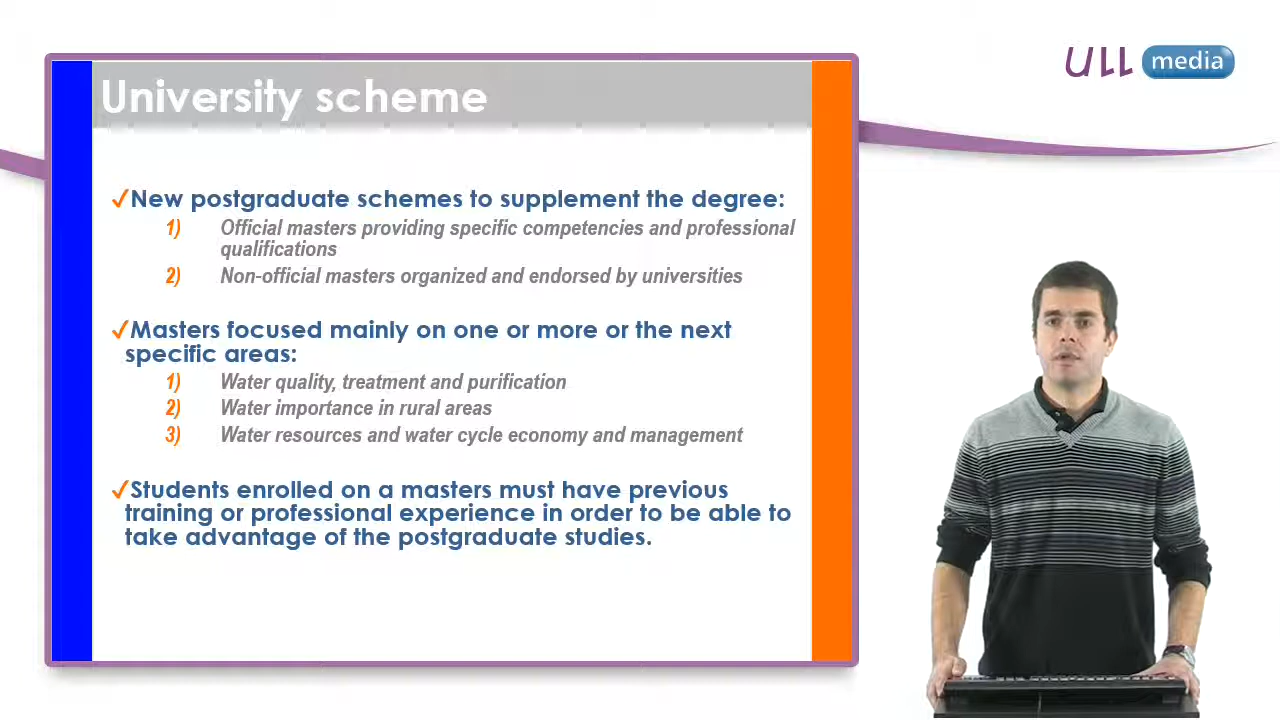 ULL media
University scheme
✓New postgraduate schemes to supplement the degree:
1) Official masters providing specific competencies and professional
qualifications
2) Non-official masters organized and endorsed by universities
✓Masters focused mainly on one or more or the next
specific areas:
1) Water quality, treatment and purification
2) Water importance in rural areas
3) Water resources and water cycle economy and management
✓Students enrolled on a masters must have previous
training or professional experience in order to be able to
take advantage of the postgraduate studies.